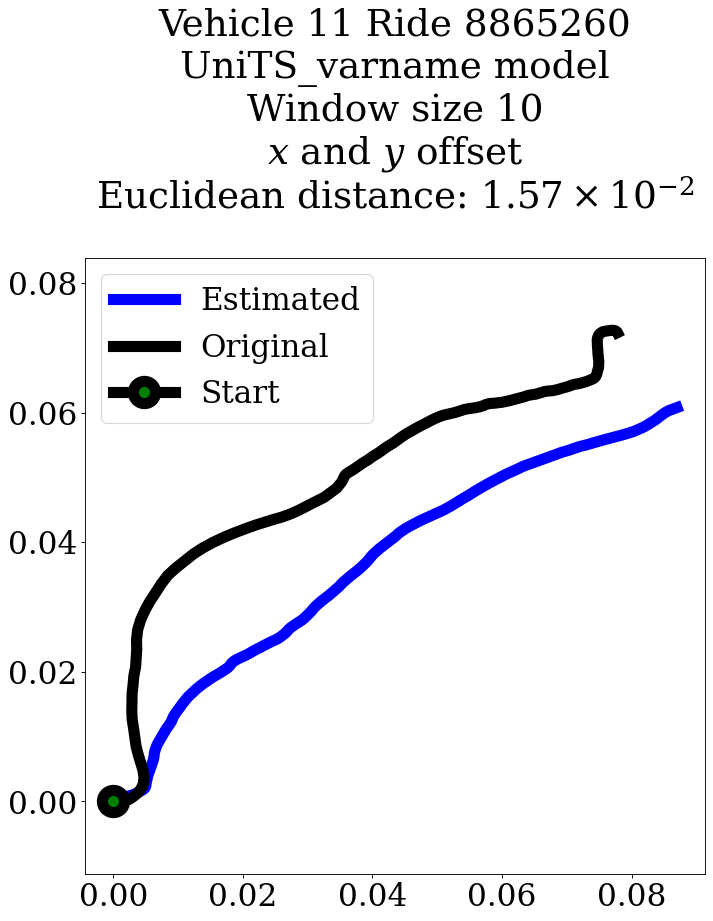 Vehicle 11 Ride 8865260
UniTS_varname model
Window size 10
x and y offset
Euclidean distance: 1.57 × 10⁻²
0.08
0.06
0.04
0.02
0.00
Estimated
Original
Start
0.00 0.02 0.04 0.06 0.08